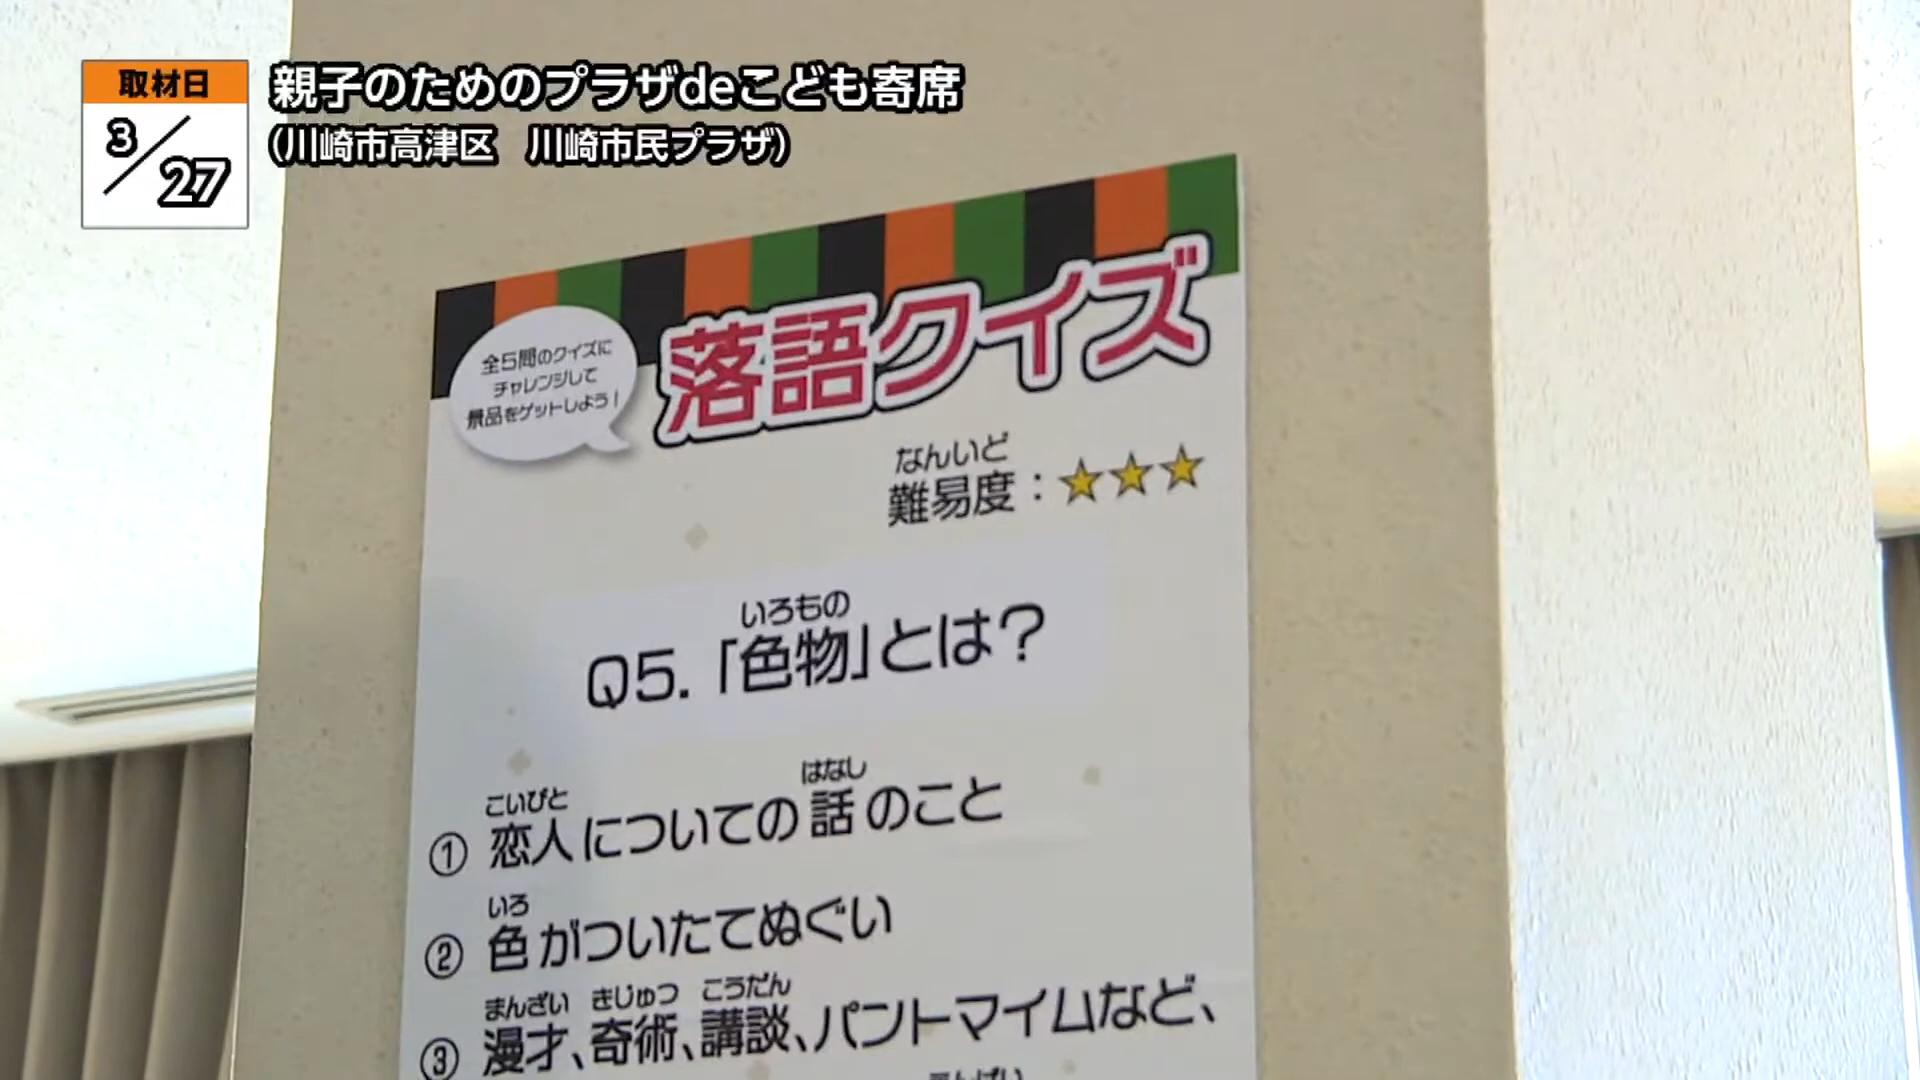 取材日
3/27
親子のためのプラザdeこども寄席
（川崎市高津区　川崎市民プラザ）
全5問のクイズに
チャレンジして
景品をゲットしよう！
落語クイズ
なんいど
難易度：★★★
いろもの
Q5.「色物」とは？
こいびと　はなし
① 恋人についての話のこと
いろ
② 色がついたてぬぐい
まんざい　きじゅつ　こうだん
③ 漫才、奇術、講談、パントマイムなど、